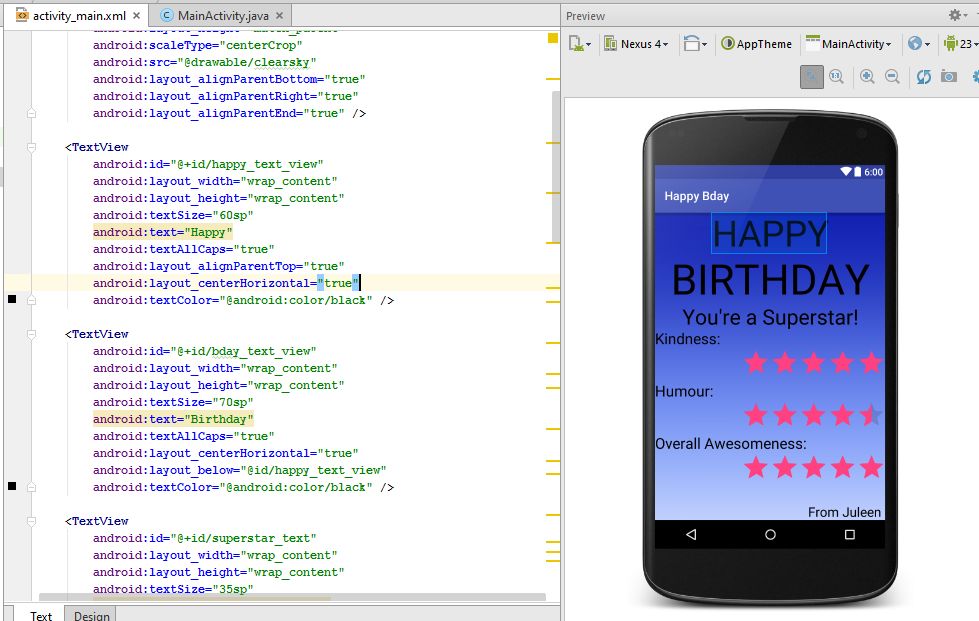 activity_main.xml MainActivity.java Preview
android:scaleType="centerCrop"
android:src="@drawable/clearsky"
android:layout_alignParentBottom="true"
android:layout_alignParentRight="true"
android:layout_alignParentEnd="true" />
<TextView
android:id="@+id/happy_text_view"
android:layout_width="wrap_content"
android:layout_height="wrap_content"
android:textSize="60sp"
android:text="Happy"
android:textAllCaps="true"
android:layout_alignParentTop="true"
android:layout_centerHorizontal="true"
android:textColor="@android:color/black" />
<TextView
android:id="@+id/bday_text_view"
android:layout_width="wrap_content"
android:layout_height="wrap_content"
android:textSize="70sp"
android:text="Birthday"
android:textAllCaps="true"
android:layout_centerHorizontal="true"
android:layout_below="@id/happy_text_view"
android:textColor="@android:color/black" />
<TextView
android:id="@+id/superstar_text"
android:layout_width="wrap_content"
android:layout_height="wrap_content"
android:textSize="35sp"
Text Design
Nexus 4 AppTheme MainActivity 23
1:1
6:00
Happy Bday
HAPPY
BIRTHDAY
You're a Superstar!
Kindness:
Humour:
Overall Awesomeness:
From Juleen